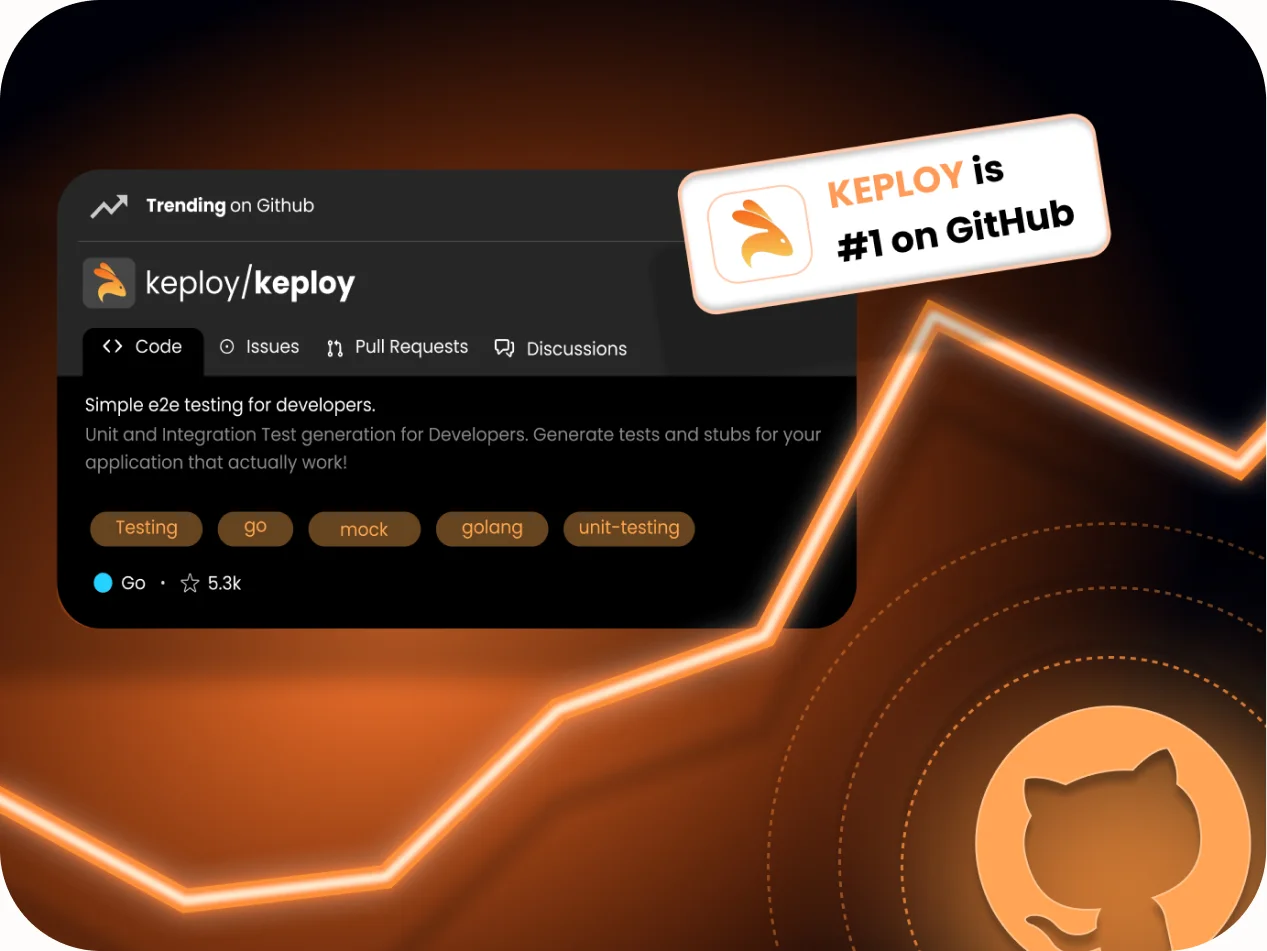 Trending on Github
KEPLOY is
#1 on GitHub
keploy/keploy
Code Issues Pull Requests Discussions
Simple e2e testing for developers.
Unit and Integration Test generation for Developers. Generate tests and stubs for your
application that actually work!
Testing go mock golang unit-testing
Go · 5.3k